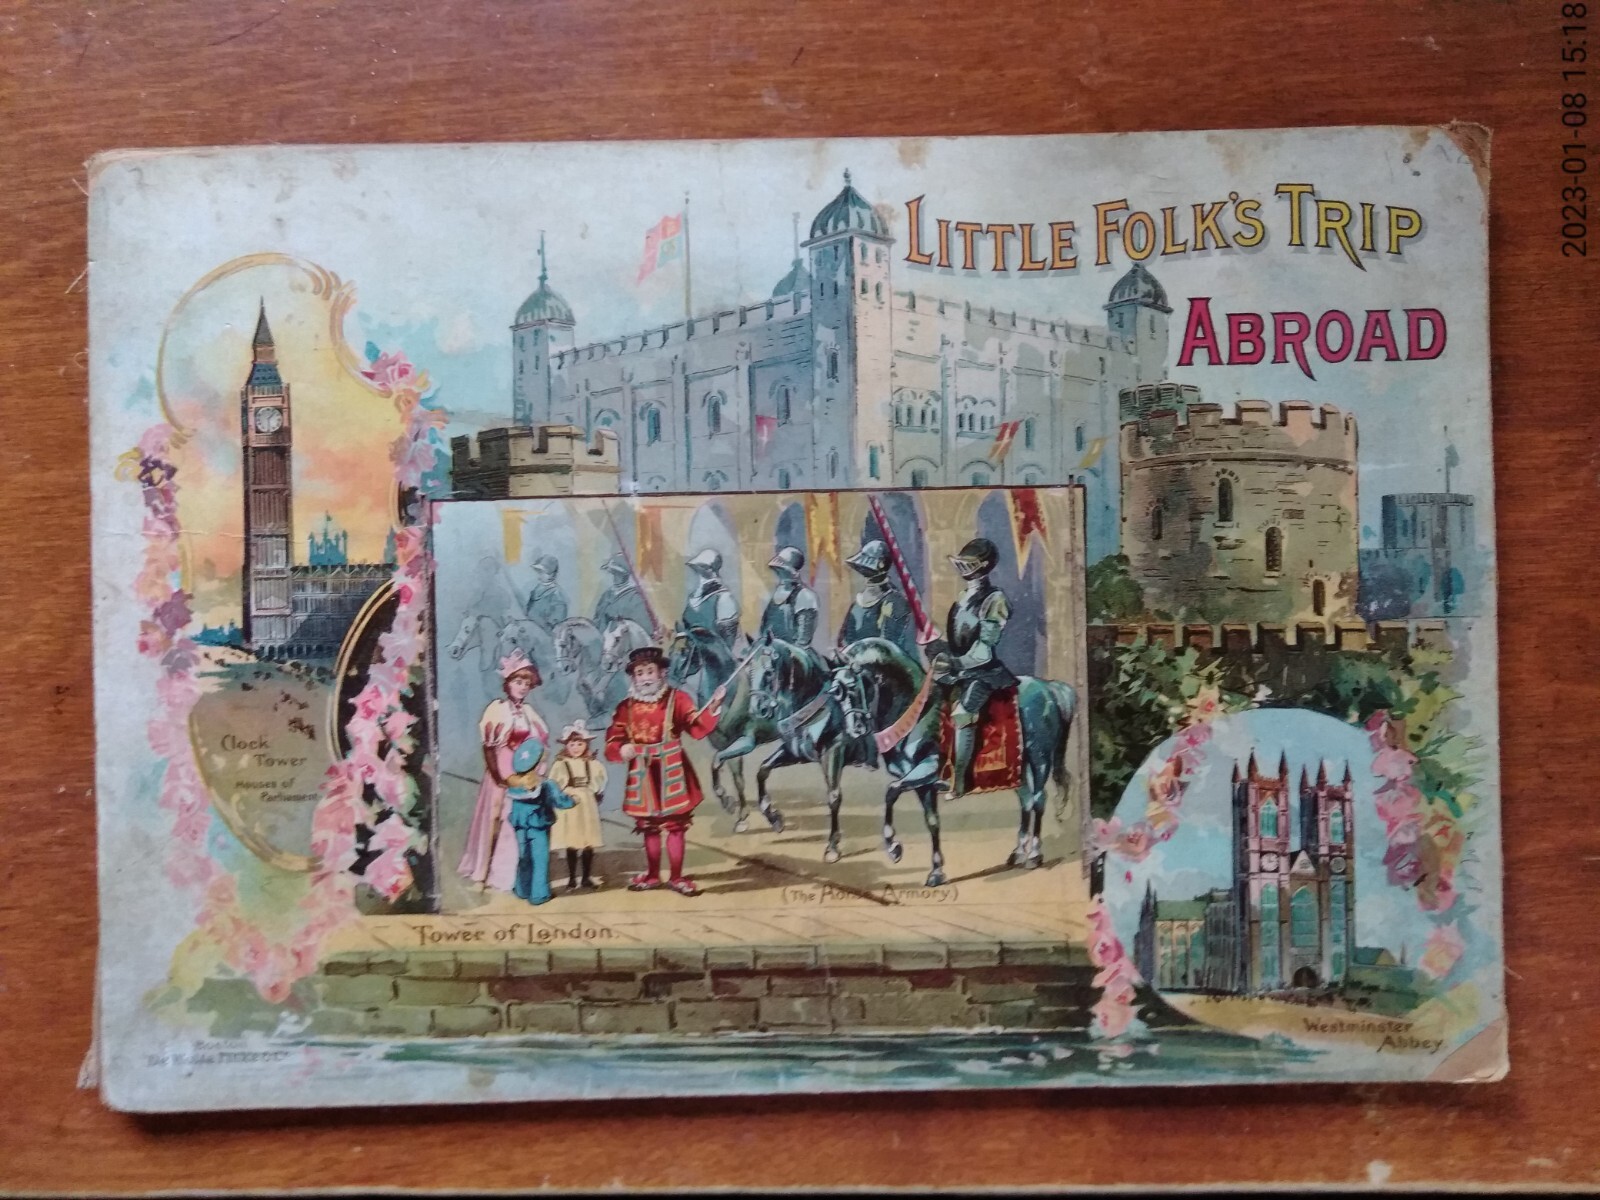 2023-01-08 15:18
LITTLE FOLK'S TRIP
ABROAD
Clock
Tower
Houses of
Parliament
(The Horse Armory)
Tower of London.
Westminster
Abbey.
Boston